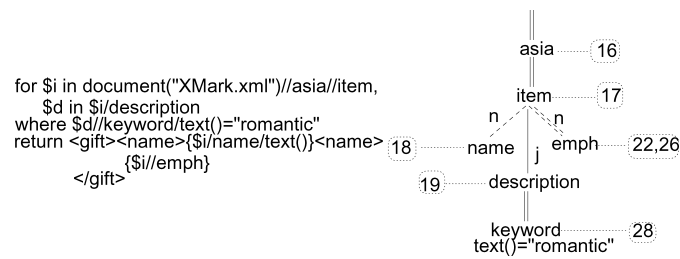 for $i in document("XMark.xml")//asia//item,
$d in $i/description
where $d//keyword/text()="romantic"
return <gift><name>{$i/name/text()}<name>
{$i//emph}
</gift>
asia 16
item 17
n n
18 name emph 22,26
j
19 description
keyword 28
text()="romantic"